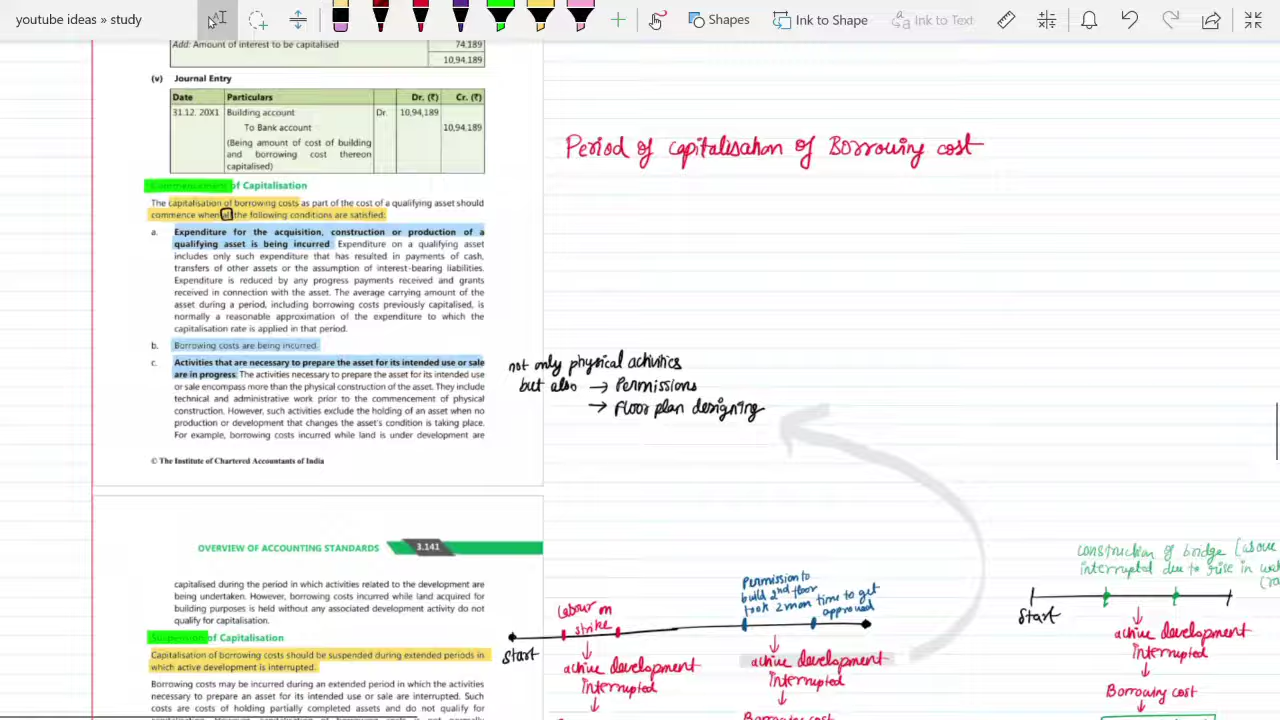 youtube ideas » study
Shapes
Ink to Shape
Ink to Text
Add: Amount of interest to be capitalised 74,189
10,94,189
(v) Journal Entry
Date Particulars Dr. (₹) Cr. (₹)
31.12. 20X1 Building account Dr. 10,94,189
To Bank account 10,94,189
(Being amount of cost of building
and borrowing cost thereon
capitalised)
Period of capitalisation of Borrowing cost
Commencement of Capitalisation
The capitalisation of borrowing costs as part of the cost of a qualifying asset should
commence when all the following conditions are satisfied:
a. Expenditure for the acquisition, construction or production of a
qualifying asset is being incurred: Expenditure on a qualifying asset
includes only such expenditure that has resulted in payments of cash,
transfers of other assets or the assumption of interest-bearing liabilities.
Expenditure is reduced by any progress payments received and grants
received in connection with the asset. The average carrying amount of the
asset during a period, including borrowing costs previously capitalised, is
normally a reasonable approximation of the expenditure to which the
capitalisation rate is applied in that period.
b. Borrowing costs are being incurred.
c. Activities that are necessary to prepare the asset for its intended use or sale
are in progress: The activities necessary to prepare the asset for its intended use
or sale encompass more than the physical construction of the asset. They include
technical and administrative work prior to the commencement of physical
construction. However, such activities exclude the holding of an asset when no
production or development that changes the asset's condition is taking place.
For example, borrowing costs incurred while land is under development are
not only physical activities
but also → Permissions
→ Floor plan designing
© The Institute of Chartered Accountants of India
OVERVIEW OF ACCOUNTING STANDARDS 3.141
capitalised during the period in which activities related to the development are
being undertaken. However, borrowing costs incurred while land acquired for
building purposes is held without any associated development activity do not
qualify for capitalisation.
Suspension of Capitalisation
Capitalisation of borrowing costs should be suspended during extended periods in
which active development is interrupted.
Borrowing costs may be incurred during an extended period in which the activities
necessary to prepare an asset for its intended use or sale are interrupted. Such
costs are costs of holding partially completed assets and do not qualify for
start
Labour on
strike
active development
Interrupted
Permission to
build 2nd floor
took 2 mon time to get
approved
active development
Interrupted
Borrowing cost
construction of bridge (above
interrupted due to rise in
start
active development
Interrupted
Borrowing cost